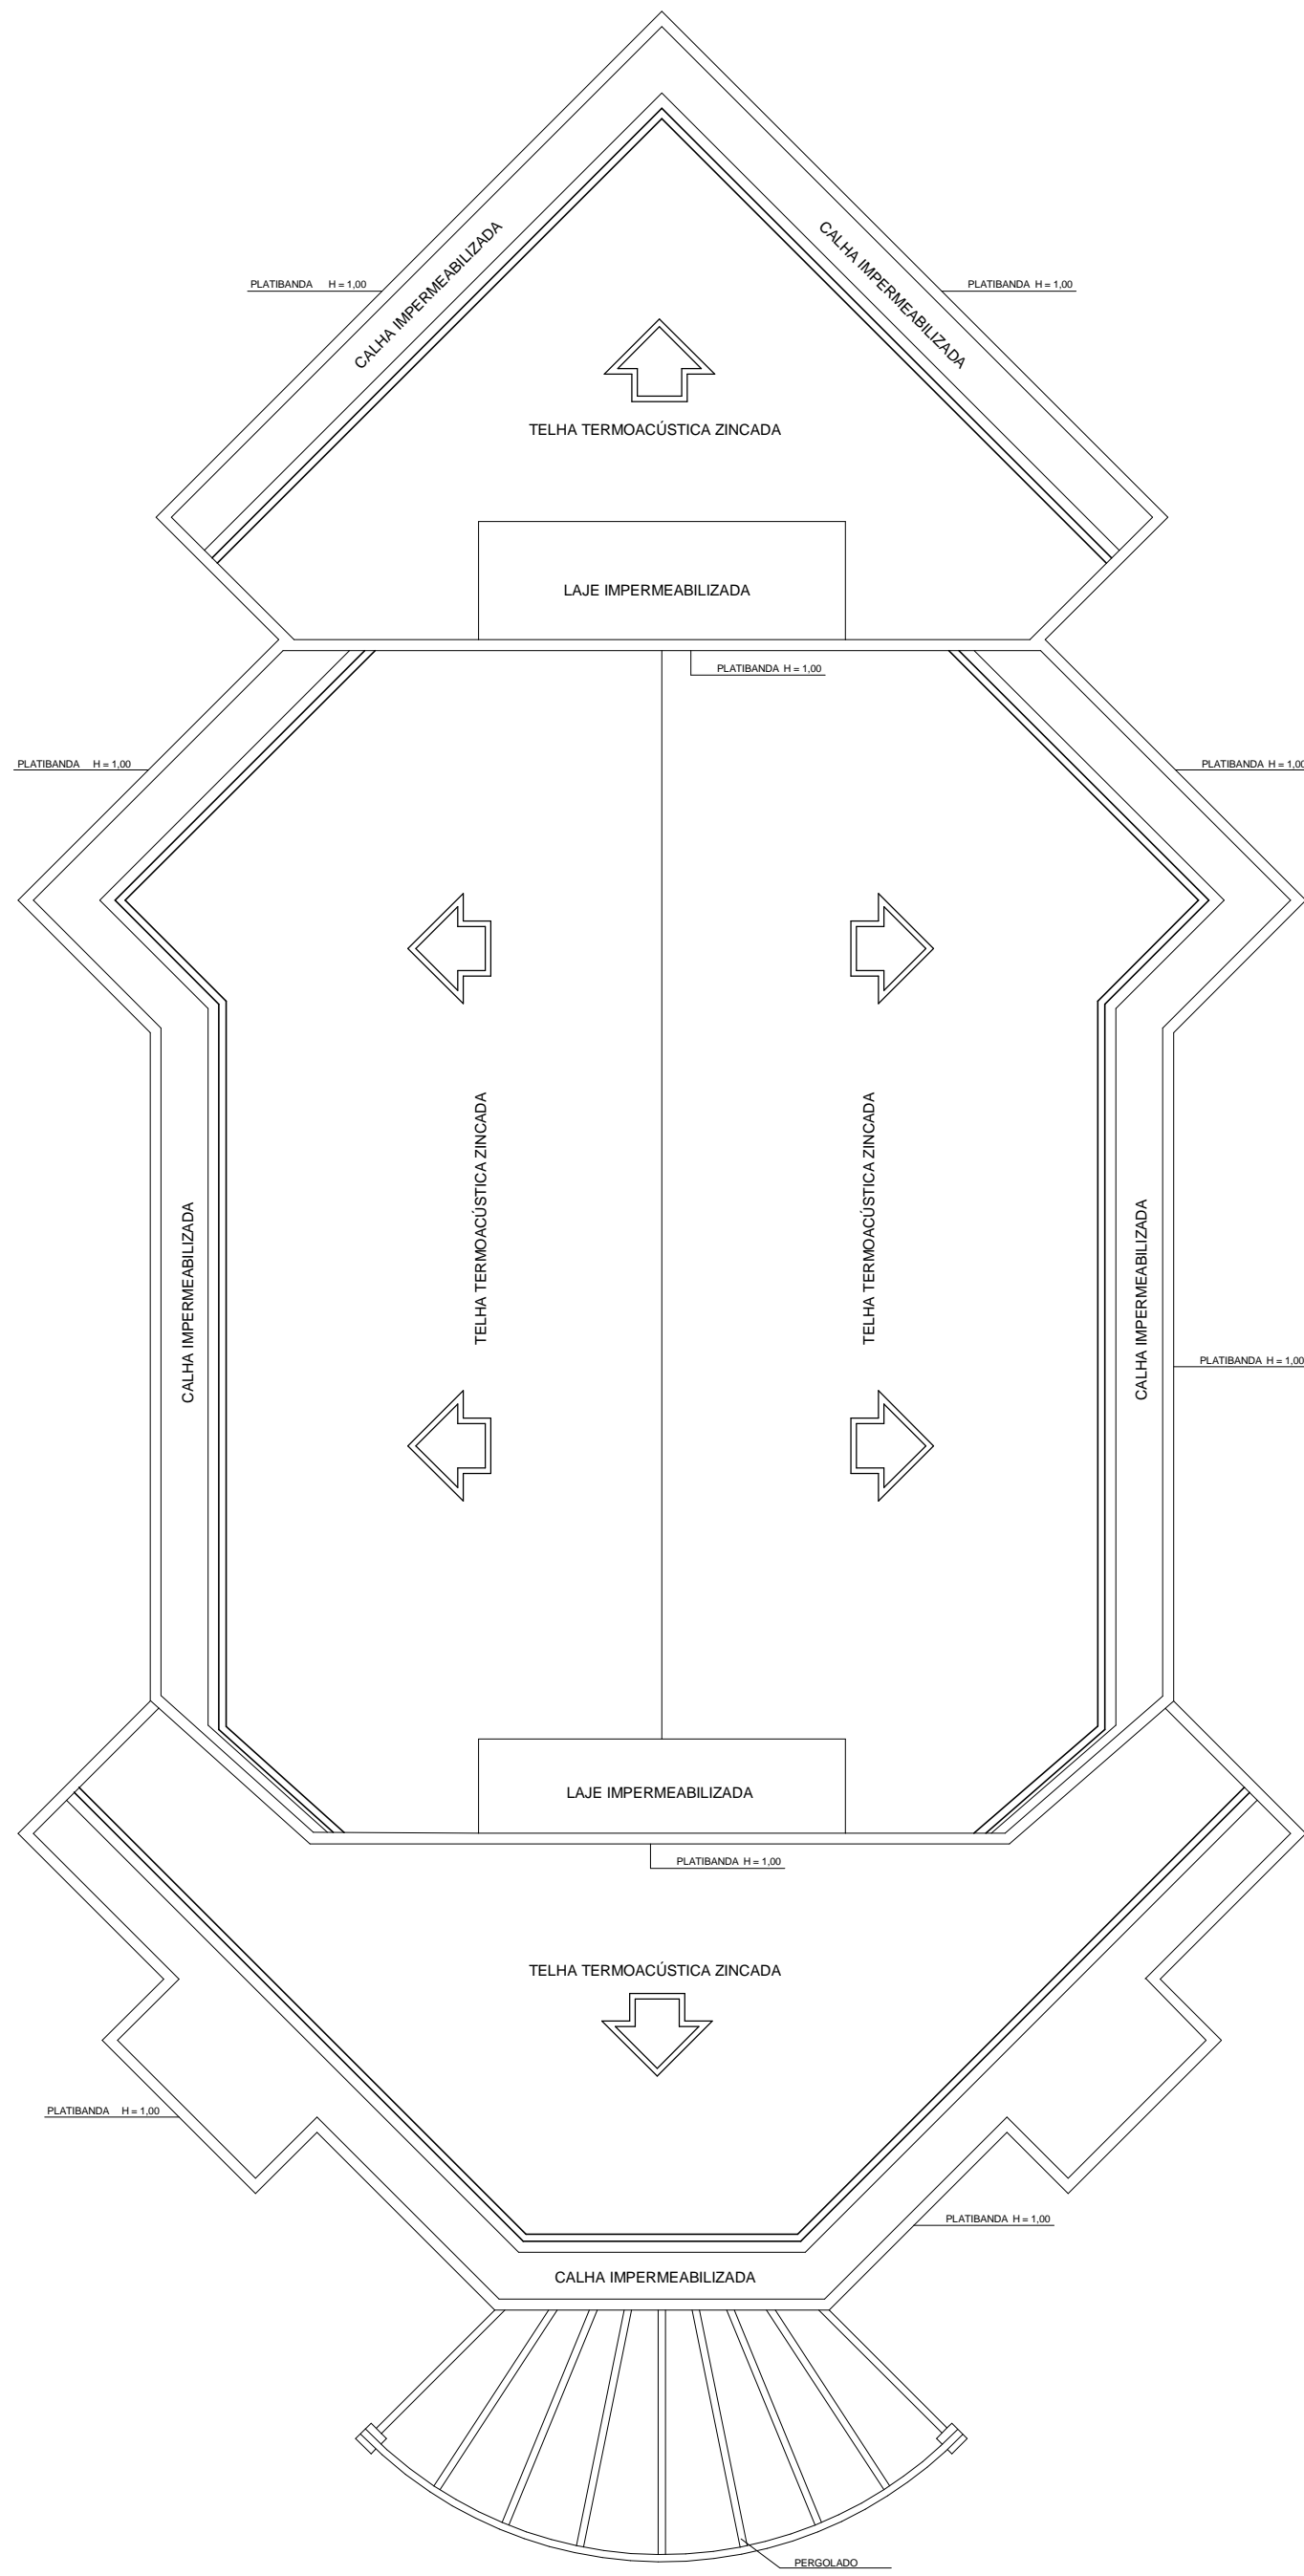 CALHA IMPERMEABILIZADA
CALHA IMPERMEABILIZADA
PLATIBANDA H = 1,00
PLATIBANDA H = 1,00
TELHA TERMOACÚSTICA ZINCADA
LAJE IMPERMEABILIZADA
PLATIBANDA H = 1,00
PLATIBANDA H = 1,00
PLATIBANDA H = 1,00
TELHA TERMOACÚSTICA ZINCADA
TELHA TERMOACÚSTICA ZINCADA
CALHA IMPERMEABILIZADA
CALHA IMPERMEABILIZADA
PLATIBANDA H = 1,00
LAJE IMPERMEABILIZADA
PLATIBANDA H = 1,00
TELHA TERMOACÚSTICA ZINCADA
PLATIBANDA H = 1,00
PLATIBANDA H = 1,00
CALHA IMPERMEABILIZADA
PERGOLADO